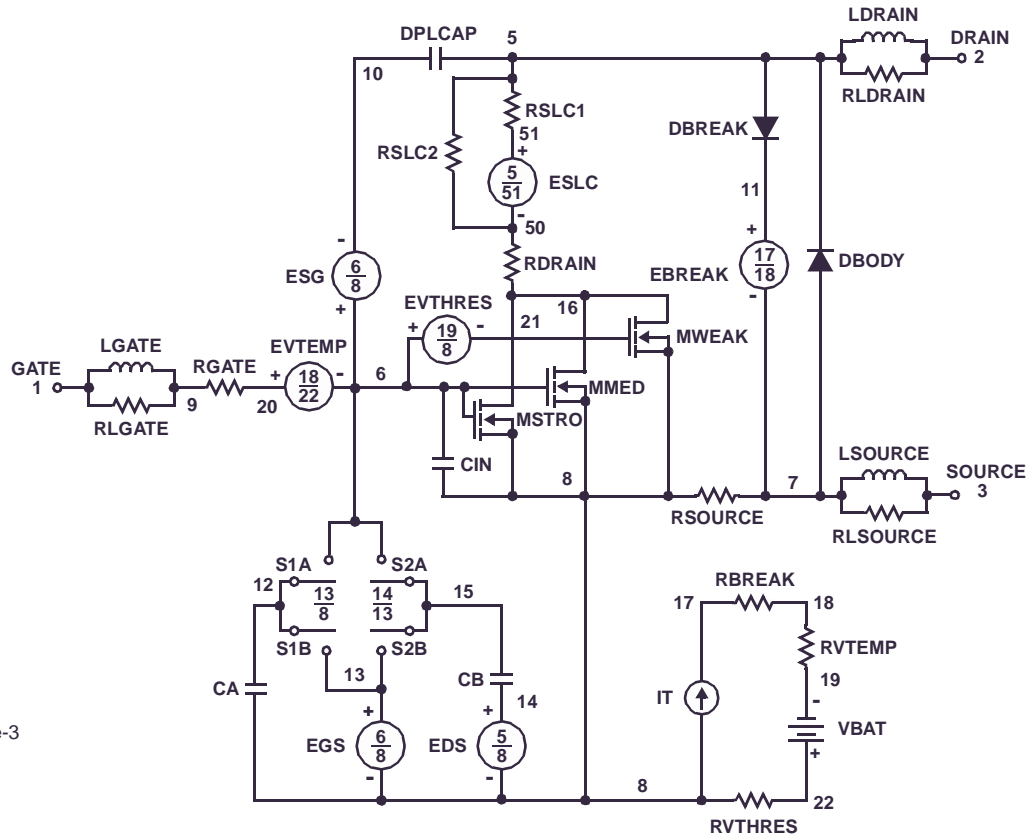 LDRAIN
DPLCAP 5 DRAIN
10 2
RSLC1 RLDRAIN
51 DBREAK
+
RSLC2
5
51
ESLC
11
-
50
- +
RDRAIN
17
18
ESG
6
8
EBREAK DBODY
+ EVTHRES 16 -
+ 19
8
- 21 MWEAK
LGATE EVTEMP
GATE RGATE + 18
22
- 6 MMED
1 9 20 MSTRO
RLGATE LSOURCE
CIN 8 7 SOURCE
3
RSOURCE RLSOURCE
S1A S2A
12 13
8
14
13
15 RBREAK
17 18
S1B S2B RVTEMP
13 CB 19
CA 14 IT -
+ + VBAT
e-3
EGS
6
8
EDS
5
8
+
- - 8 22
RVTHRES